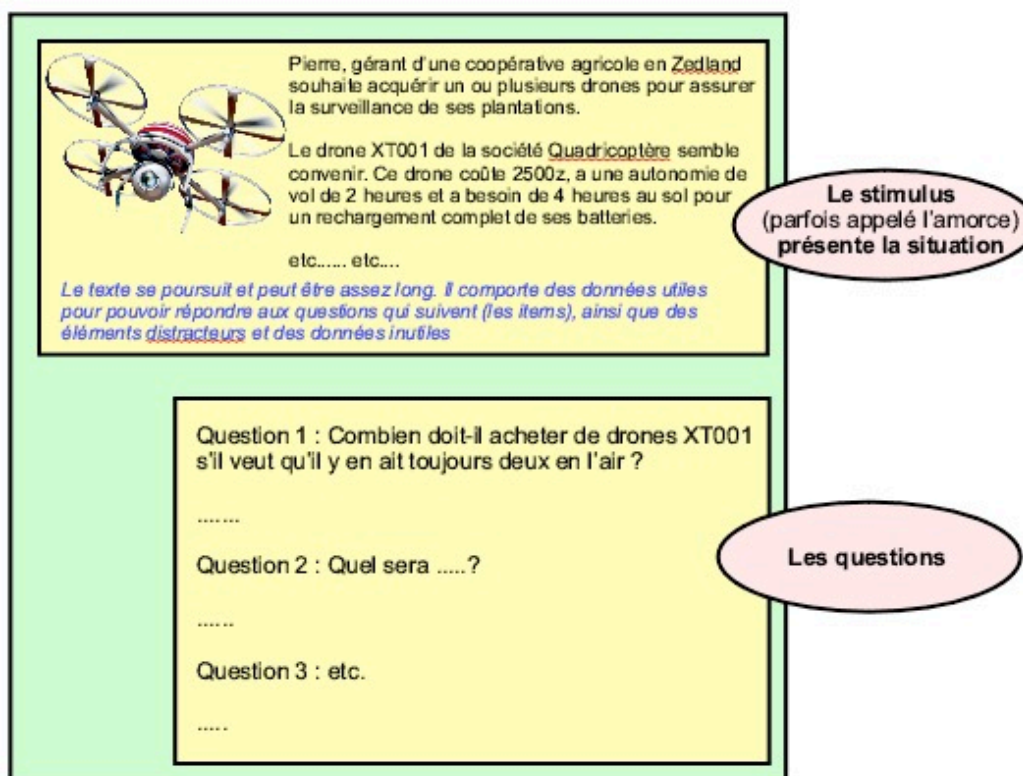 Pierre, gérant d'une coopérative agricole en Zedland
souhaite acquérir un ou plusieurs drones pour assurer
la surveillance de ses plantations.
Le drone XT001 de la société Quadricoptère semble
convenir. Ce drone coûte 2500z, a une autonomie de
vol de 2 heures et a besoin de 4 heures au sol pour
un rechargement complet de ses batteries.
etc...... etc....
Le texte se poursuit et peut être assez long. Il comporte des données utiles
pour pouvoir répondre aux questions qui suivent (les items), ainsi que des
éléments distracteurs et des données inutiles
Le stimulus
(parfois appelé l'amorce)
présente la situation
Question 1 : Combien doit-il acheter de drones XT001
s'il veut qu'il y en ait toujours deux en l'air ?
.......
Question 2 : Quel sera .....?
......
Question 3 : etc.
.....
Les questions